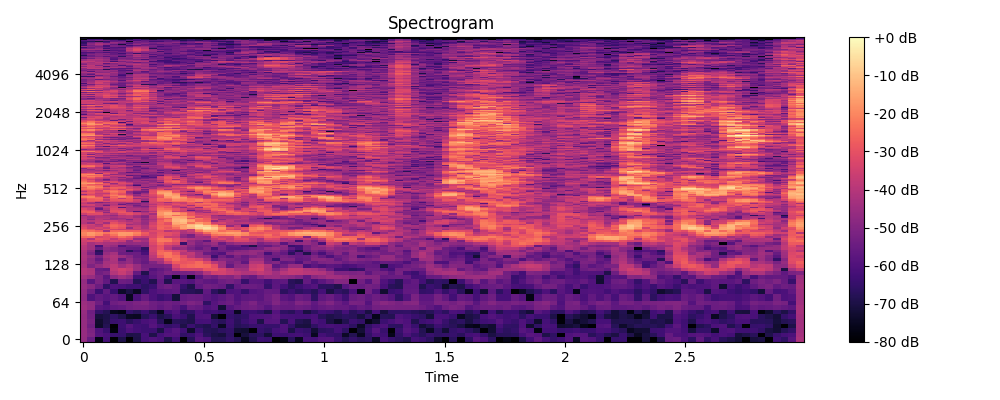 Spectrogram
4096
2048
1024
512
256
128
64
0
Hz
0
0.5
1
1.5
2
2.5
Time
+0 dB
-10 dB
-20 dB
-30 dB
-40 dB
-50 dB
-60 dB
-70 dB
-80 dB